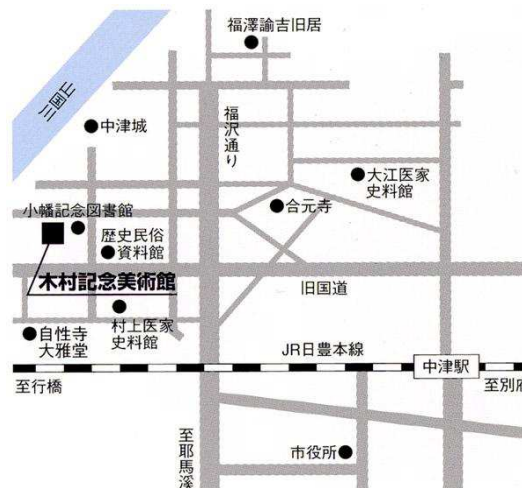 福澤諭吉旧居
中津城
福沢通り
大江医家
史料館
小幡記念図書館
合元寺
歴史民俗
資料館
木村記念美術館
旧国道
自性寺
大雅堂
村上医家
史料館
JR日豊本線
中津駅
至行橋
至別府
至耶馬溪
市役所